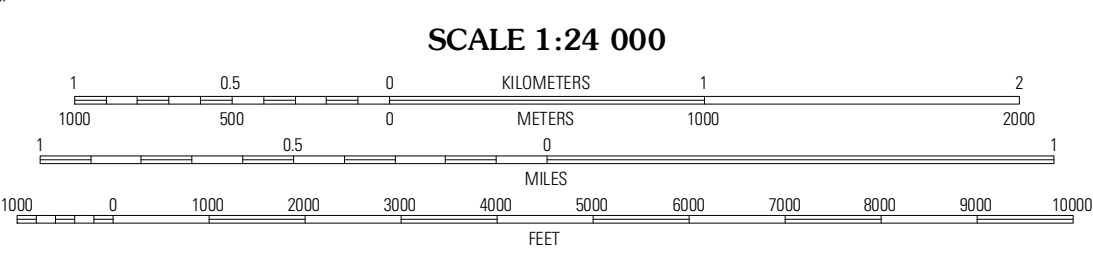 SCALE 1:24 000
1 0.5 0 KILOMETERS 1 2
1000 500 0 METERS 1000 2000
1 0.5 0 1
MILES
1000 0 1000 2000 3000 4000 5000 6000 7000 8000 9000 10000
FEET